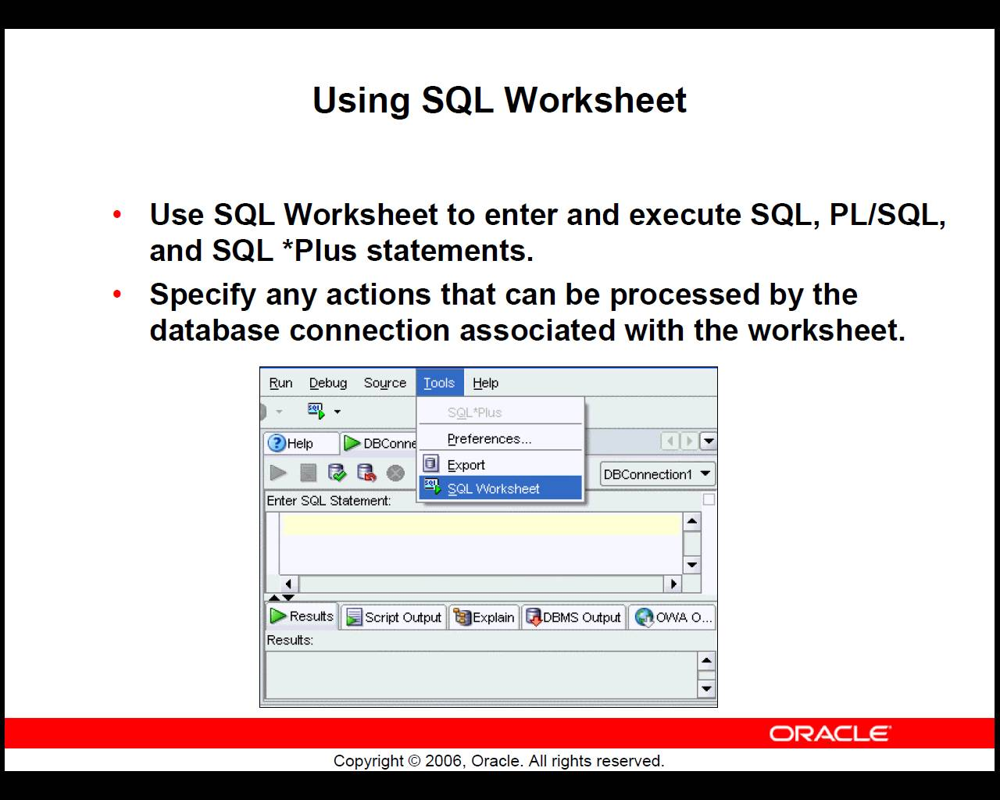 Using SQL Worksheet
• Use SQL Worksheet to enter and execute SQL, PL/SQL,
and SQL *Plus statements.
• Specify any actions that can be processed by the
database connection associated with the worksheet.
Run Debug Source Tools Help
SQL*Plus
Preferences...
Export
SQL Worksheet
SQL
Help DBConne
DBConnection1
Enter SQL Statement:
Results Script Output Explain DBMS Output OWA O...
Results:
ORACLE
Copyright © 2006, Oracle. All rights reserved.